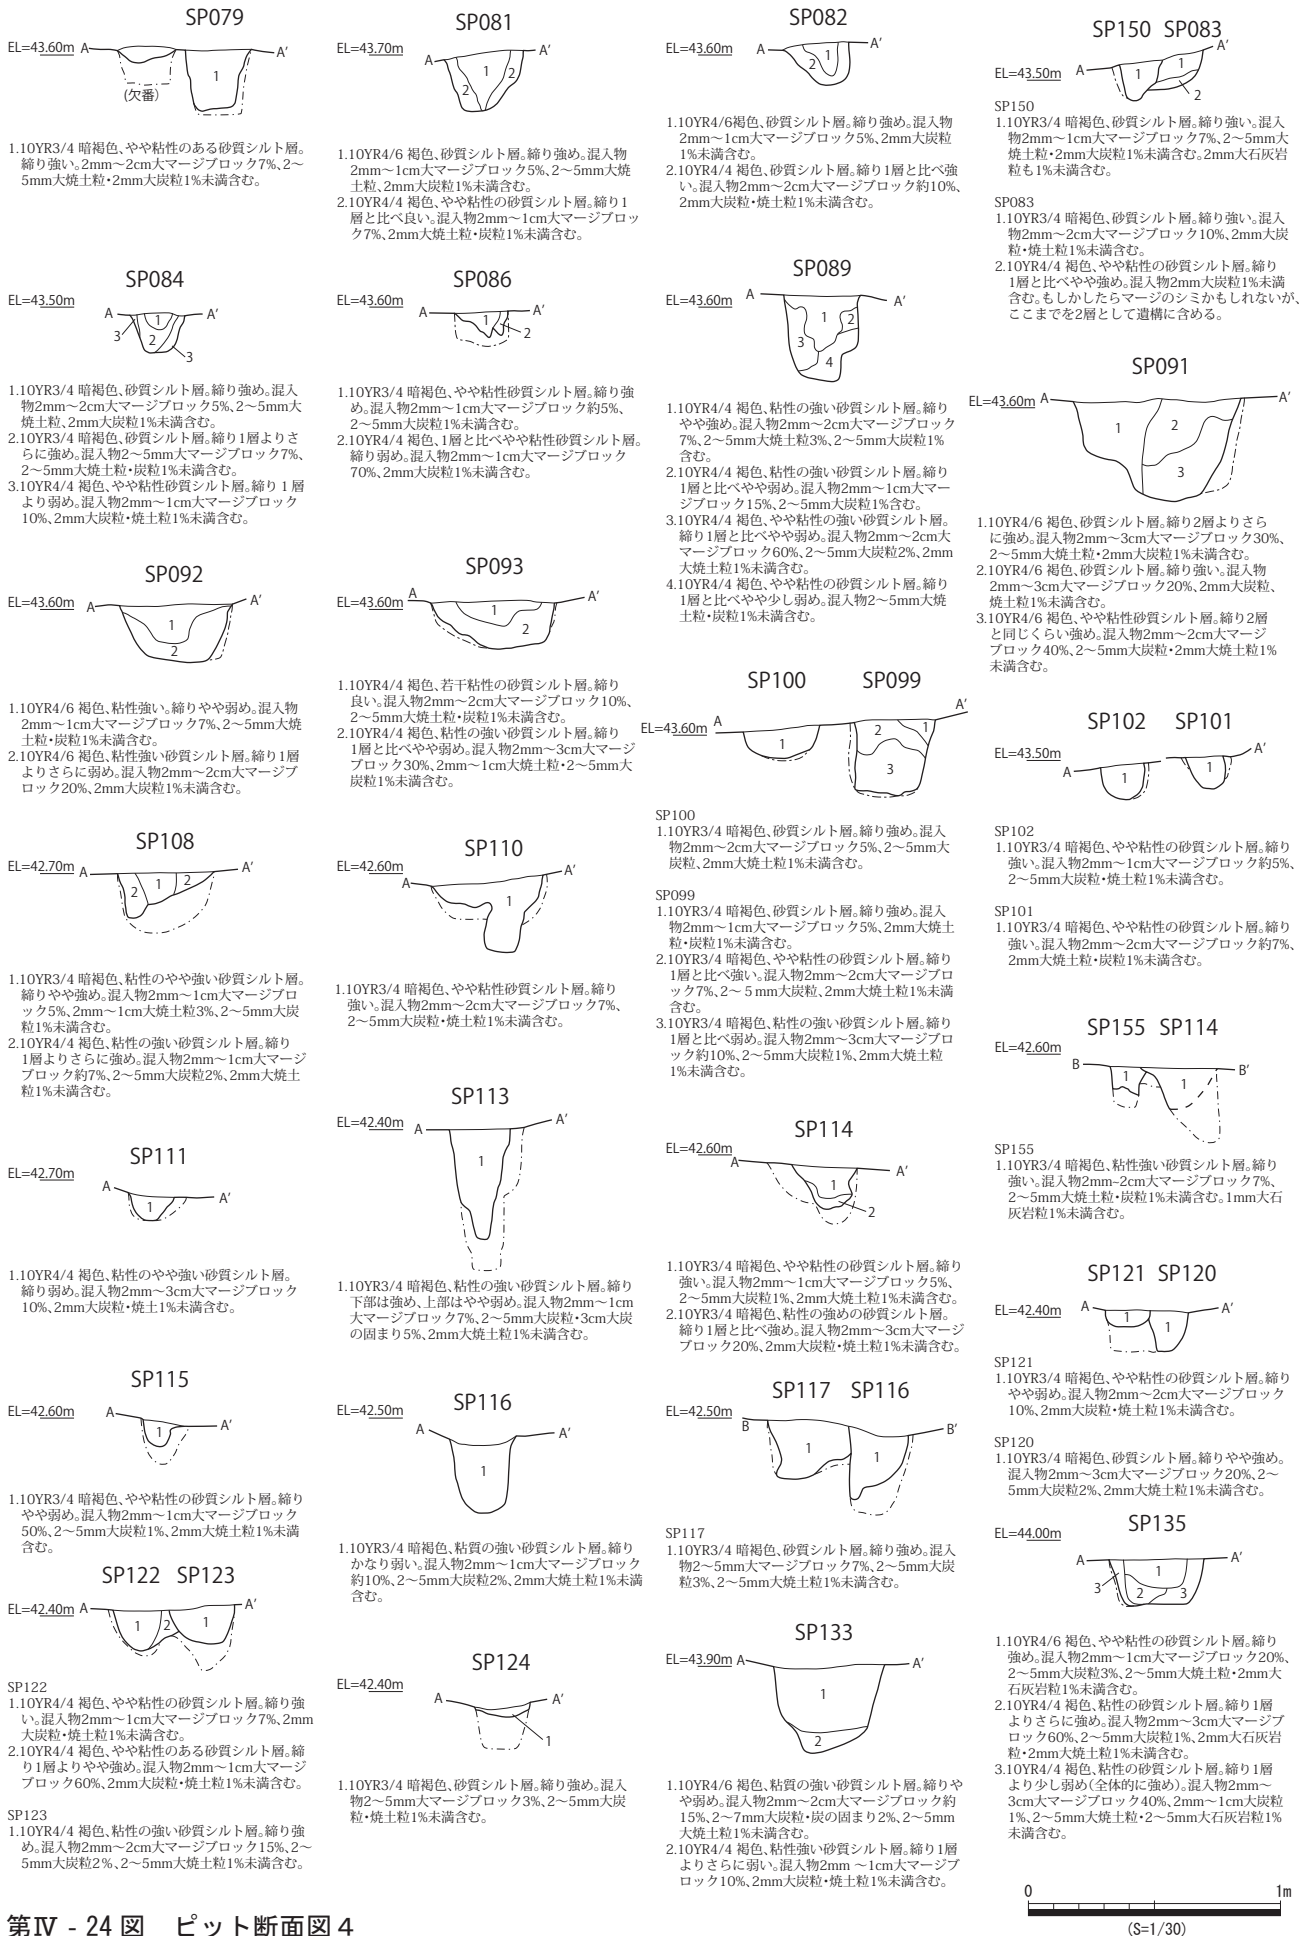 SP079
EL=43.60m A A'
1
(欠番)
1.10YR3/4 暗褐色、やや粘性のある砂質シルト層。
締り強い。2mm～2cm大マージブロック7%、2～
5mm大焼土粒・2mm大炭粒1%未満含む。
SP081
EL=43.70m A A'
1 2 2
1.10YR4/6 褐色、砂質シルト層。締り強め。混入物
2mm～1cm大マージブロック5%、2～5mm大焼
土粒、2mm大炭粒1%未満含む。
2.10YR4/4 褐色、やや粘性の砂質シルト層。締り1
層と比べ良い。混入物2mm～1cm大マージブロッ
ク7%、2mm大焼土粒・炭粒1%未満含む。
SP082
EL=43.60m A A'
1 2
1.10YR4/6褐色、砂質シルト層。締り強め。混入物
2mm～1cm大マージブロック5%、2mm大炭粒
1%未満含む。
2.10YR4/4 褐色、砂質シルト層。締り1層と比べ強
い。混入物2mm～2cm大マージブロック約10%、
2mm大炭粒・焼土粒1%未満含む。
SP150 SP083
EL=43.50m A A'
1 1 2
SP150
1.10YR3/4 暗褐色、砂質シルト層。締り強い。混入
物2mm～1cm大マージブロック7%、2～5mm大
焼土粒・2mm大炭粒1%未満含む。2mm大石灰岩
粒も1%未満含む。
SP083
1.10YR3/4 暗褐色、砂質シルト層。締り強い。混入
物2mm～2cm大マージブロック10%、2mm大炭
粒・焼土粒1%未満含む。
2.10YR4/4 褐色、やや粘性の砂質シルト層。締り
1層と比べやや強め。混入物2mm大炭粒1%未満
含む。もしかしたらマージのシミかもしれないが、
ここまでを2層として遺構に含める。
SP084
EL=43.50m A A'
1 2 3 3
1.10YR3/4 暗褐色、砂質シルト層。締り強め。混入
物2mm～2cm大マージブロック5%、2～5mm大
焼土粒、2mm大炭粒1%未満含む。
2.10YR3/4 暗褐色、砂質シルト層。締り1層よりさ
らに強め。混入物2～5mm大マージブロック7%、
2～5mm大焼土粒・炭粒1%未満含む。
3.10YR4/4 褐色、やや粘性砂質シルト層。締り1層
より弱め。混入物2mm～1cm大マージブロック
10%、2mm大炭粒・焼土粒1%未満含む。
SP086
EL=43.60m A A'
1 2
1.10YR3/4 暗褐色、やや粘性砂質シルト層。締り強
め。混入物2mm～1cm大マージブロック約5%、
2～5mm大炭粒1%未満含む。
2.10YR4/4 褐色、1層と比べやや粘性砂質シルト層。
締り弱め。混入物2mm～1cm大マージブロック
70%、2mm大炭粒1%未満含む。
SP089
EL=43.60m A A'
1 2 3 4
1.10YR4/4 褐色、粘性の強い砂質シルト層。締り
やや強め。混入物2mm～2cm大マージブロック
7%、2～5mm大焼土粒3%、2～5mm大炭粒1%
含む。
2.10YR4/4 褐色、粘性の強い砂質シルト層。締り
1層と比べやや弱め。混入物2mm～1cm大マー
ジブロック15%、2～5mm大炭粒1%含む。
3.10YR4/4 褐色、やや粘性の強い砂質シルト層。
締り1層と比べやや弱め。混入物2mm～2cm大
マージブロック60%、2～5mm大炭粒2%、2mm
大焼土粒1%未満含む。
4.10YR4/4 褐色、やや粘性の砂質シルト層。締り
1層と比べやや少し弱め。混入物2～5mm大焼
土粒・炭粒1%未満含む。
SP091
EL=43.60m A A'
1 2 3
1.10YR4/6 褐色、砂質シルト層。締り2層よりさら
に強め。混入物2mm～3cm大マージブロック30%、
2～5mm大焼土粒・2mm大炭粒1%未満含む。
2.10YR4/6 褐色、砂質シルト層。締り強い。混入物
2mm～3cm大マージブロック20%、2mm大炭粒、
焼土粒1%未満含む。
3.10YR4/6 褐色、やや粘性砂質シルト層。締り2層
と同じくらい強め。混入物2mm～2cm大マージ
ブロック40%、2～5mm大炭粒・2mm大焼土粒1%
未満含む。
SP092
EL=43.60m A A'
1 2
1.10YR4/6 褐色、粘性強い。締りやや弱め。混入物
2mm～1cm大マージブロック7%、2～5mm大焼
土粒・炭粒1%未満含む。
2.10YR4/6 褐色、粘性強い砂質シルト層。締り1層
よりさらに弱め。混入物2mm～2cm大マージブ
ロック20%、2mm大炭粒1%未満含む。
SP093
EL=43.60m A A'
1 2
1.10YR4/4 褐色、若干粘性の砂質シルト層。締り
良い。混入物2mm～2cm大マージブロック10%、
2～5mm大焼土粒・炭粒1%未満含む。
2.10YR4/4 褐色、粘性の強い砂質シルト層。締り
1層と比べやや弱め。混入物2mm～3cm大マージ
ブロック30%、2mm～1cm大焼土粒・2～5mm大
炭粒1%未満含む。
SP100 SP099
EL=43.60m A A'
1 2 1 3
SP100
1.10YR3/4 暗褐色、砂質シルト層。締り強め。混入
物2mm～2cm大マージブロック5%、2～5mm大
炭粒、2mm大焼土粒1%未満含む。
SP099
1.10YR3/4 暗褐色、砂質シルト層。締り強め。混入
物2mm～1cm大マージブロック5%、2mm大焼土
粒・炭粒1%未満含む。
2.10YR3/4 暗褐色、やや粘性の砂質シルト層。締り
1層と比べ強い。混入物2mm～2cm大マージブロ
ック7%、2～5mm大炭粒、2mm大焼土粒1%未満
含む。
3.10YR3/4 暗褐色、粘性の強い砂質シルト層。締り
1層と比べ弱め。混入物2mm～3cm大マージブロ
ック約10%、2～5mm大炭粒1%、2mm大焼土粒
1%未満含む。
SP102 SP101
EL=43.50m A A'
1 1
SP102
1.10YR3/4 暗褐色、やや粘性の砂質シルト層。締り
強い。混入物2mm～1cm大マージブロック約5%、
2～5mm大炭粒・焼土粒1%未満含む。
SP101
1.10YR3/4 暗褐色、やや粘性の砂質シルト層。締り
強い。混入物2mm～2cm大マージブロック約7%、
2mm大焼土粒・炭粒1%未満含む。
SP108
EL=42.70m A A'
2 1 2
1.10YR3/4 暗褐色、粘性のやや強い砂質シルト層。
締りやや強め。混入物2mm～1cm大マージブロ
ック5%、2mm～1cm大焼土粒3%、2～5mm大炭
粒1%未満含む。
2.10YR4/4 褐色、粘性の強い砂質シルト層。締り
1層よりさらに強め。混入物2mm～1cm大マージ
ブロック約7%、2～5mm大炭粒2%、2mm大焼土
粒1%未満含む。
SP110
EL=42.60m A A'
1
1.10YR3/4 暗褐色、やや粘性砂質シルト層。締り
強い。混入物2mm～2cm大マージブロック7%、
2～5mm大炭粒・焼土粒1%未満含む。
SP155 SP114
EL=42.60m B B'
1 1
SP155
1.10YR3/4 暗褐色、粘性強い砂質シルト層。締り
強い。混入物2mm~2cm大マージブロック7%、
2～5mm大焼土粒・炭粒1%未満含む。1mm大石
灰岩粒1%未満含む。
SP111
EL=42.70m A A'
1
1.10YR4/4 褐色、粘性のやや強い砂質シルト層。
締り弱め。混入物2mm～3cm大マージブロック
10%、2mm大炭粒・焼土1%未満含む。
SP113
EL=42.40m A A'
1
1.10YR3/4 暗褐色、粘性の強い砂質シルト層。締り
下部は強め、上部はやや弱め。混入物2mm～1cm
大マージブロック7%、2～5mm大炭粒・3cm大炭
の固まり5%、2mm大焼土粒1%未満含む。
SP114
EL=42.60m A A'
1 2
1.10YR3/4 暗褐色、やや粘性の砂質シルト層。締り
強い。混入物2mm～1cm大マージブロック5%、
2～5mm大炭粒1%、2mm大焼土粒1%未満含む。
2.10YR3/4 暗褐色、粘性の強めの砂質シルト層。
締り1層と比べ強め。混入物2mm～3cm大マージ
ブロック20%、2mm大炭粒・焼土粒1%未満含む。
SP121 SP120
EL=42.40m A A'
1 1
SP121
1.10YR3/4 暗褐色、やや粘性の砂質シルト層。締り
やや弱め。混入物2mm～2cm大マージブロック
10%、2mm大炭粒・焼土粒1%未満含む。
SP120
1.10YR3/4 暗褐色、砂質シルト層。締りやや強め。
混入物2mm～3cm大マージブロック20%、2～
5mm大炭粒2%、2mm大焼土粒1%未満含む。
SP115
EL=42.60m A A'
1
1.10YR3/4 暗褐色、やや粘性の砂質シルト層。締り
やや弱め。混入物2mm～1cm大マージブロック
50%、2～5mm大炭粒1%、2mm大焼土粒1%未満
含む。
SP116
EL=42.50m A A'
1
1.10YR3/4 暗褐色、粘質の強い砂質シルト層。締り
かなり弱い。混入物2mm～1cm大マージブロック
約10%、2～5mm大炭粒2%、2mm大焼土粒1%未満
含む。
SP117 SP116
EL=42.50m B B'
1 1
SP117
1.10YR3/4 暗褐色、砂質シルト層。締り強め。混入
物2～5mm大マージブロック7%、2～5mm大炭
粒3%、2～5mm大焼土粒1%未満含む。
SP135
EL=44.00m A A'
1 2 3 3
1.10YR4/6 褐色、やや粘性の砂質シルト層。締り
強め。混入物2mm～1cm大マージブロック20%、
2～5mm大炭粒3%、2～5mm大焼土粒・2mm大
石灰岩粒1%未満含む。
2.10YR4/4 褐色、粘性の砂質シルト層。締り1層
よりさらに強め。混入物2mm～3cm大マージブ
ロック60%、2～5mm大炭粒1%、2mm大石灰岩
粒・2mm大焼土粒1%未満含む。
3.10YR4/4 褐色、粘性の砂質シルト層。締り1層
より少し弱め(全体的に強め)。混入物2mm～
3cm大マージブロック40%、2mm～1cm大炭粒
1%、2～5mm大焼土粒・2～5mm大石灰岩粒1%
未満含む。
SP122 SP123
EL=42.40m A A'
1 2 1
SP122
1.10YR4/4 褐色、やや粘性の砂質シルト層。締り強
い。混入物2mm～1cm大マージブロック7%、2mm
大炭粒・焼土粒1%未満含む。
2.10YR4/4 褐色、やや粘性のある砂質シルト層。締
り1層よりやや強め。混入物2mm～1cm大マージ
ブロック60%、2mm大炭粒・焼土粒1%未満含む。
SP123
1.10YR4/4 褐色、粘性の強い砂質シルト層。締り強
め。混入物2mm～2cm大マージブロック15%、2～
5mm大炭粒2%、2～5mm大焼土粒1%未満含む。
SP124
EL=42.40m A A'
1
1.10YR3/4 暗褐色、砂質シルト層。締り強め。混入
物2～5mm大マージブロック3%、2～5mm大炭
粒・焼土粒1%未満含む。
SP133
EL=43.90m A A'
1 2
1.10YR4/6 褐色、粘質の強い砂質シルト層。締りや
や弱め。混入物2mm～2cm大マージブロック約
15%、2～7mm大炭粒・炭の固まり2%、2～5mm
大焼土粒1%未満含む。
2.10YR4/4 褐色、粘性強い砂質シルト層。締り1層
よりさらに弱い。混入物2mm ～1cm大マージブ
ロック10%、2mm大炭粒・焼土粒1%未満含む。
0 1m
(S=1/30)
第Ⅳ - 24 図 ピット断面図4